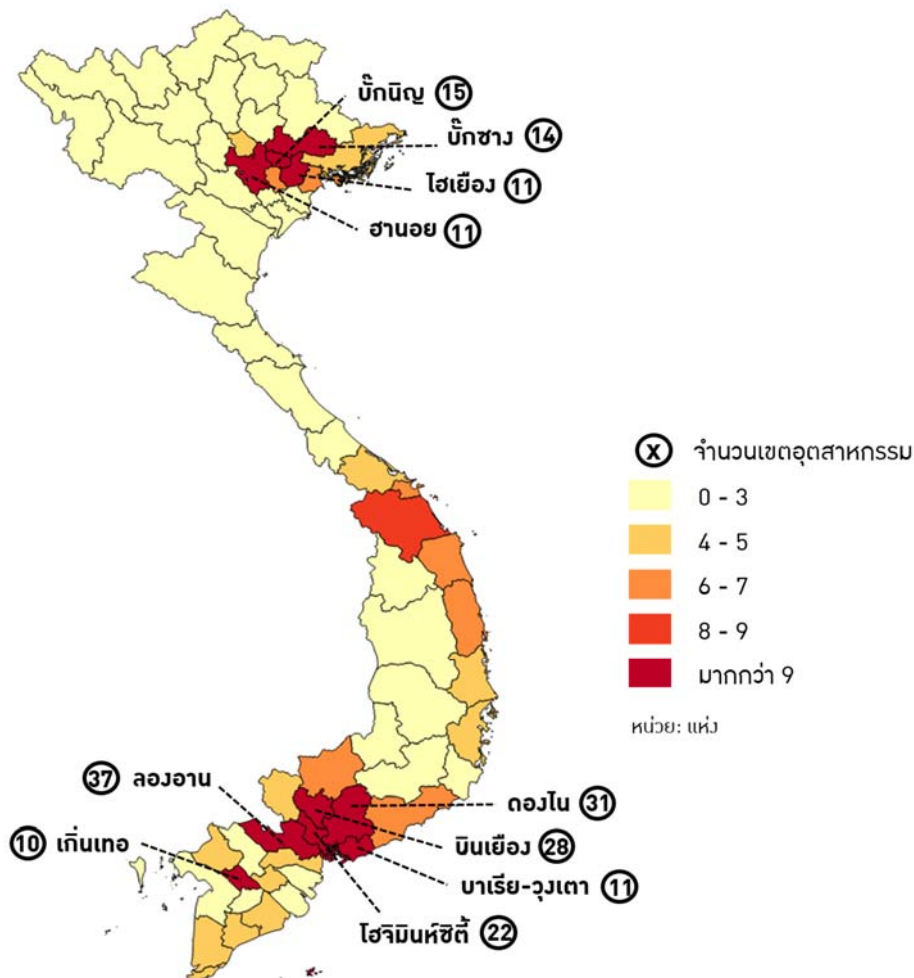 บั๊กนิญ 15
บั๊กซาง 14
ไฮเยือง 11
ฮานอย 11
x จำนวนเขตอุตสาหกรรม
0 - 3
4 - 5
6 - 7
8 - 9
มากกว่า 9
หน่วย: แห่ง
37 ลองอาน
ดองไน 31
10 เกิ่นเทอ
บินเยือง 28
บาเรีย-วุงเตา 11
โฮจิมินห์ซิตี้ 22